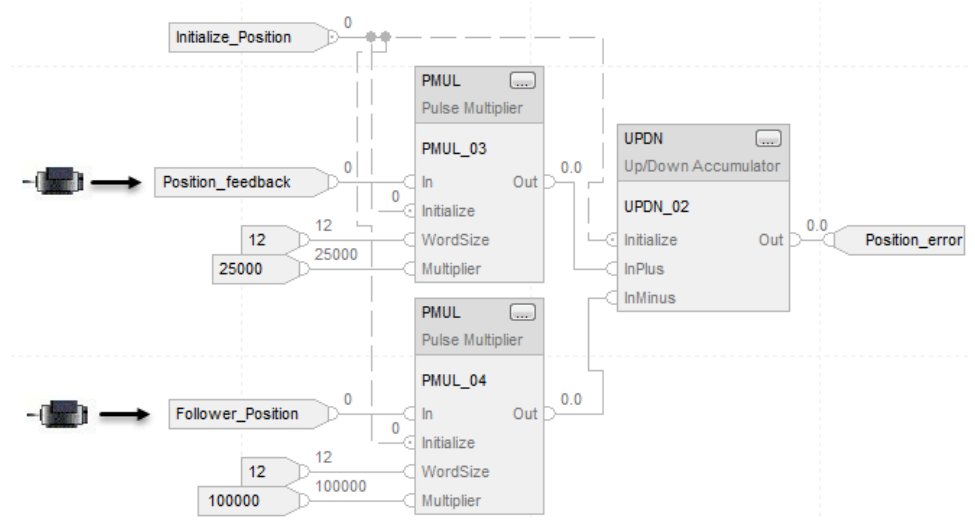 0
Initialize_Position
PMUL ...
Pulse Multiplier
PMUL_03
0
Position_feedback
In
Out
0.0
0
Initialize
12
12
WordSize
25000
25000
Multiplier
UPDN ...
Up/Down Accumulator
UPDN_02
Initialize
Out
0.0
Position_error
InPlus
InMinus
PMUL ...
Pulse Multiplier
PMUL_04
0
Follower_Position
In
Out
0.0
0
Initialize
12
12
WordSize
100000
100000
Multiplier